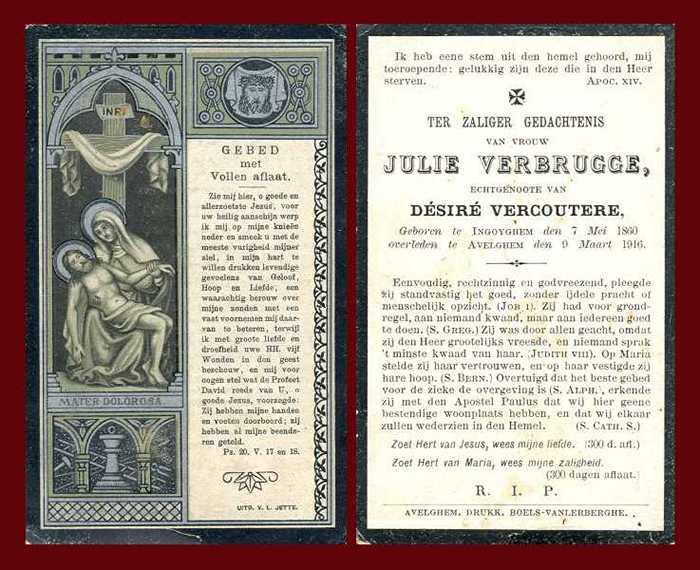 INRI
MATER DOLOROSA
GEBED
met
Vollen aflaat.
Zie mij hier, o goede en
allerzoetste Jesus, voor
uw heilig aanschijn werp
ik mij op mijne knieën
neder en smeek u met de
meeste vurigheid mijner
ziel, in mijn hart te
willen drukken levendige
gevoelens van Geloof,
Hoop en Liefde, een
waarachtig berouw over
mijne zonden met een
vast voornemen mij daar-
van te beteren, terwijl
ik met groote liefde en
droefheid uwe HH. vijf
Wonden in den geest
beschouw, en mij voor
oogen stel wat de Profeet
David reeds van U, o
goede Jesus, voorzegde:
Zij hebben mijne handen
en voeten doorboord; zij
hebben al mijne beende-
ren geteld.
Ps. 20, V. 17 en 18.
UITG. V. L. JETTE.
Ik heb eene stem uit den hemel gehoord, mij
toeroepende: gelukkig zijn deze die in den Heer
sterven. APOC. XIV.
TER ZALIGER GEDACHTENIS
VAN VROUW
JULIE VERBRUGGE,
ECHTGENOOTE VAN
DÉSIRÉ VERCOUTERE,
Geboren te INGOYGHEM den 7 Mei 1860
overleden te AVELGHEM den 9 Maart 1916.
Eenvoudig, rechtzinnig en godvreezend, pleegde
zij standvastig het goed, zonder ijdele pracht of
menschelijk opzicht. (JOB I). Zij had voor grond-
regel, aan niemand kwaad, maar aan iedereen goed
te doen. (S. GREG.) Zij was door allen geacht, omdat
zij den Heer grootelijks vreesde, en niemand sprak
't minste kwaad van haar. (JUDITH VIII). Op Maria
stelde zij haar vertrouwen, en op haar vestigde zij
hare hoop. (S. BERN.) Overtuigd dat het beste gebed
voor de zieke de overgeving is (S. ALPH.), erkende
zij met den Apostel Paulus dat wij hier geene
bestendige woonplaats hebben, en dat wij elkaar
zullen wederzien in den Hemel. (S. CATH. S.)
Zoet Hert van Jesus, wees mijne liefde. (300 d. afl.)
Zoet Hert van Maria, wees mijne zaligheid.
(300 dagen aflaat.)
R. I. P.
AVELGHEM, DRUKK. BOELS-VANLERBERGHE.